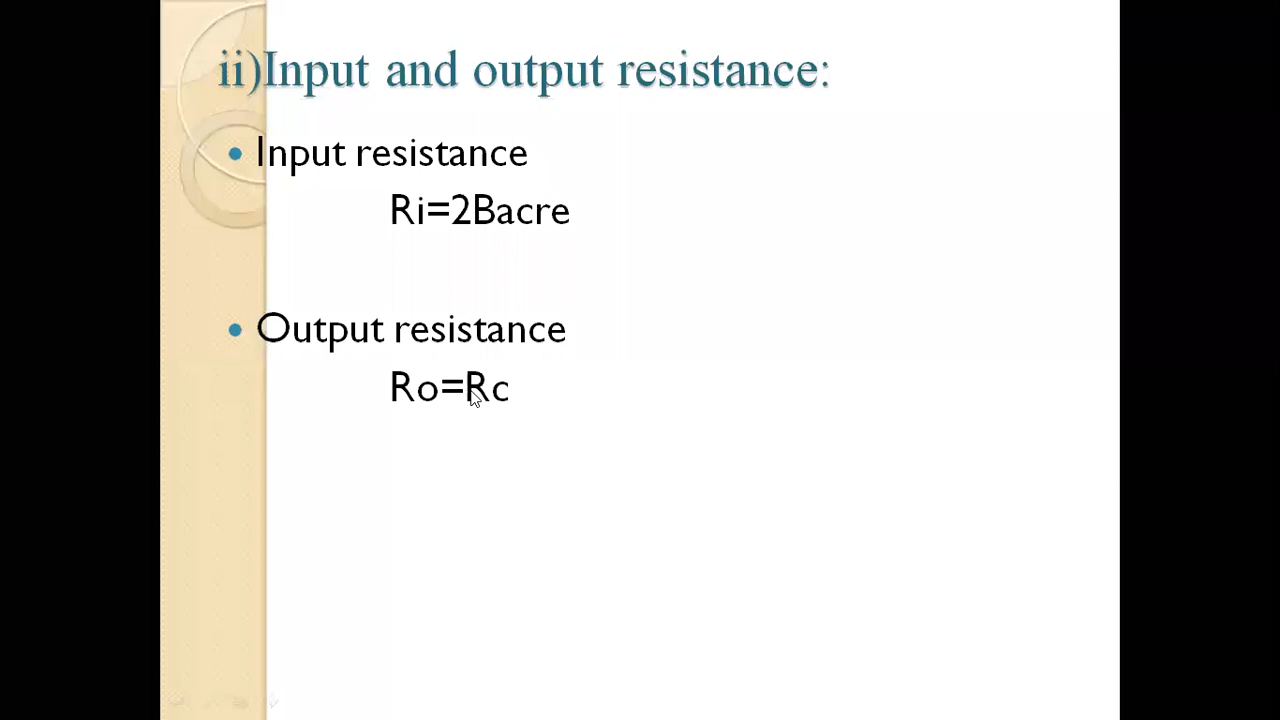 ii)Input and output resistance:
• Input resistance
Ri=2Bacre
• Output resistance
Ro=Rc